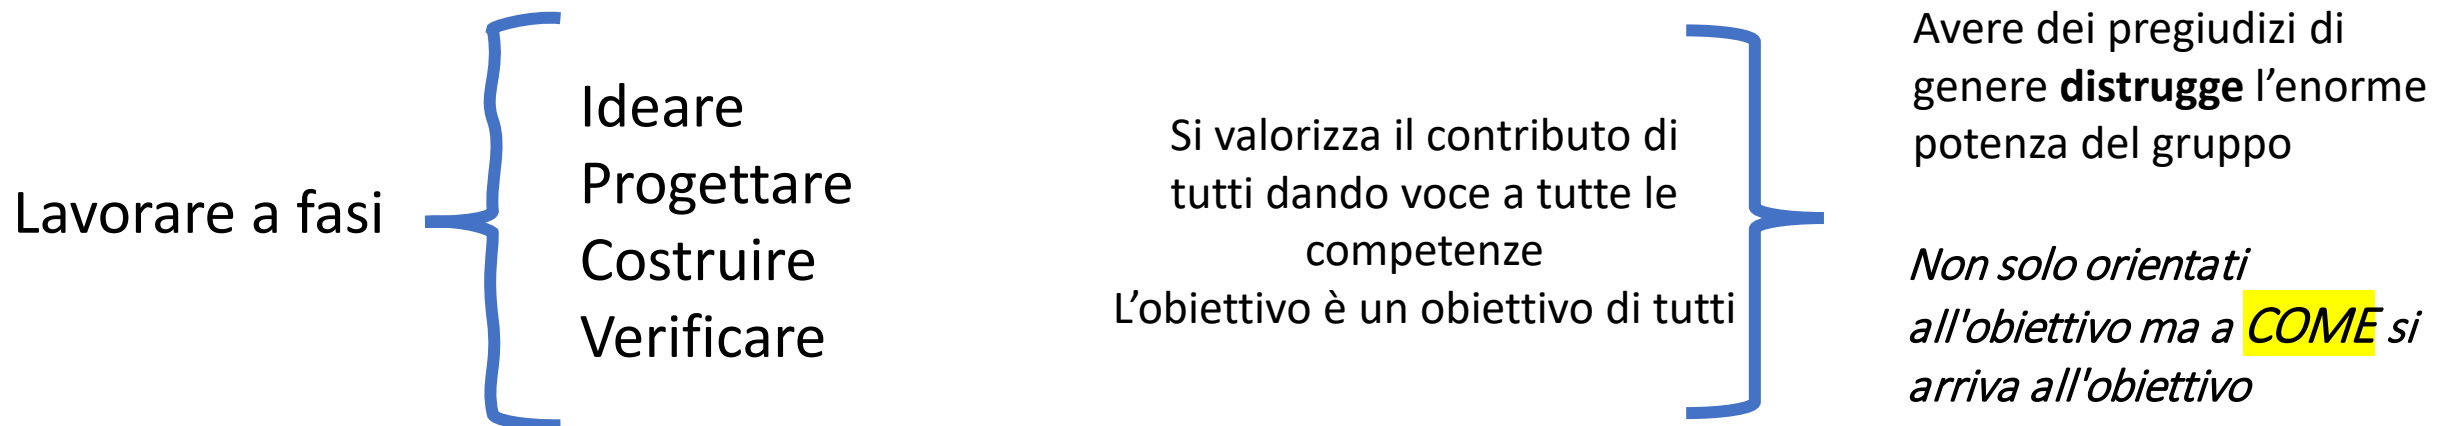 Lavorare a fasi
Ideare
Progettare
Costruire
Verificare
Si valorizza il contributo di
tutti dando voce a tutte le
competenze
L’obiettivo è un obiettivo di tutti
Avere dei pregiudizi di
genere distrugge l’enorme
potenza del gruppo
Non solo orientati
all'obiettivo ma a COME si
arriva all'obiettivo